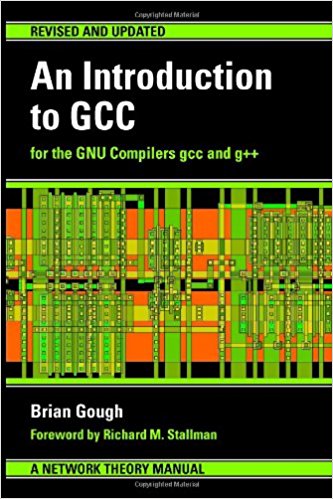 REVISED AND UPDATED
An Introduction
to GCC
for the GNU Compilers gcc and g++
Brian Gough
Foreword by Richard M. Stallman
A NETWORK THEORY MANUAL